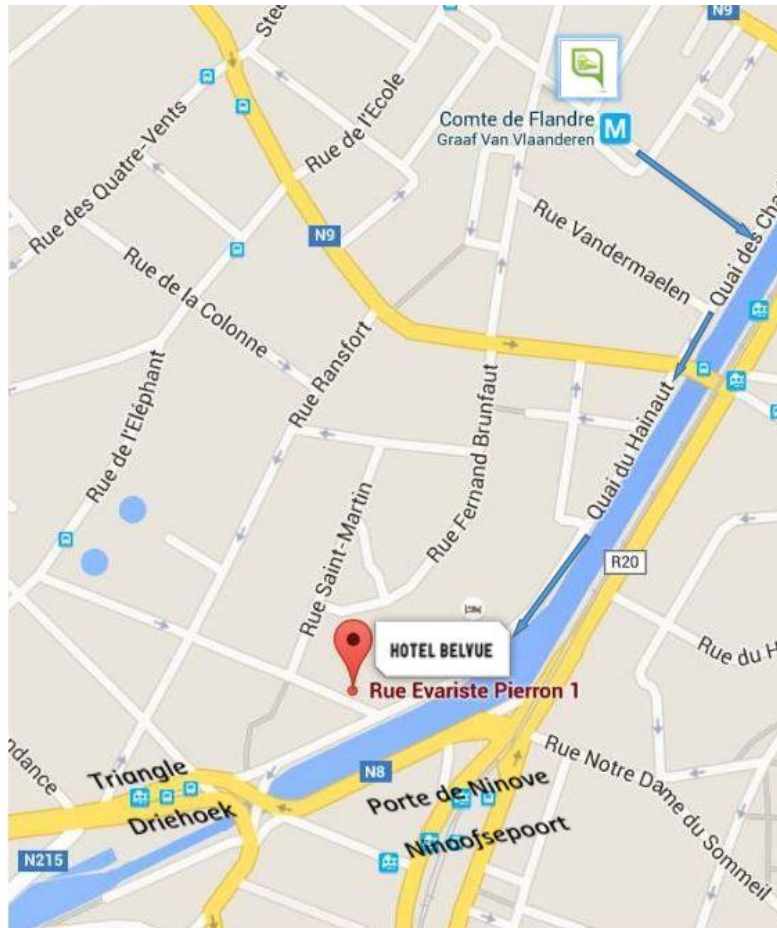 N9
Rue de l'Ecole
Comte de Flandre
M
Graaf Van Vlaanderen
Rue des Quatre-Vents
Rue Vandermaelen
Quai des Cha
N9
Rue de la Colonne
Rue Ransfort
Rue de l'Eléphant
Rue Fernand Brunfaut
Quai du Hainaut
Rue Saint-Martin
R20
HOTEL BELVUE
Rue Evariste Pierron 1
Rue du H
Rue Notre Dame du Sommeil
ndance
Triangle
Driehoek
N8
Porte de Ninove
Ninoofsepoort
N215